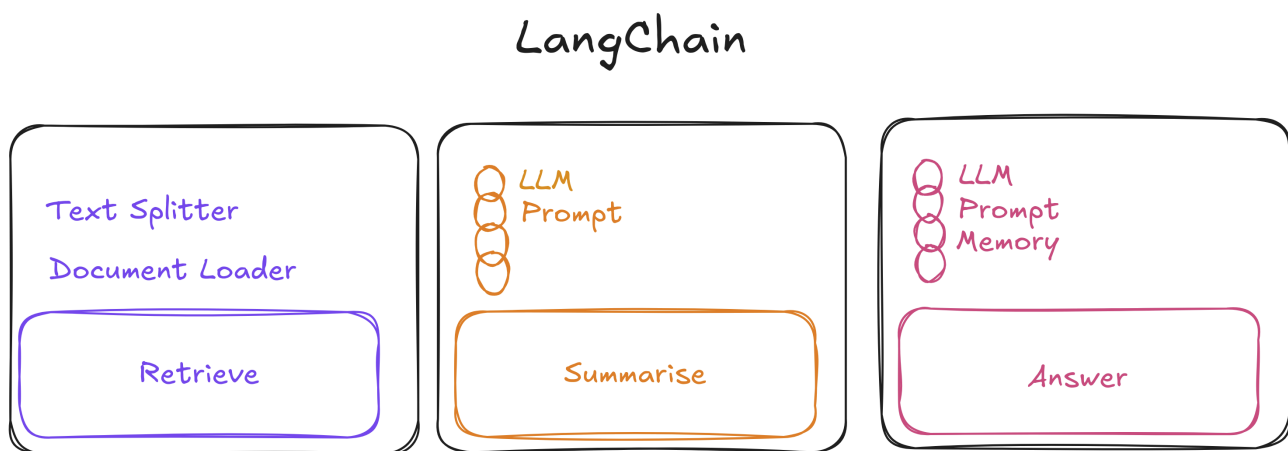 LangChain
Text Splitter
Document Loader
Retrieve
LLM
Prompt
Summarise
LLM
Prompt
Memory
Answer